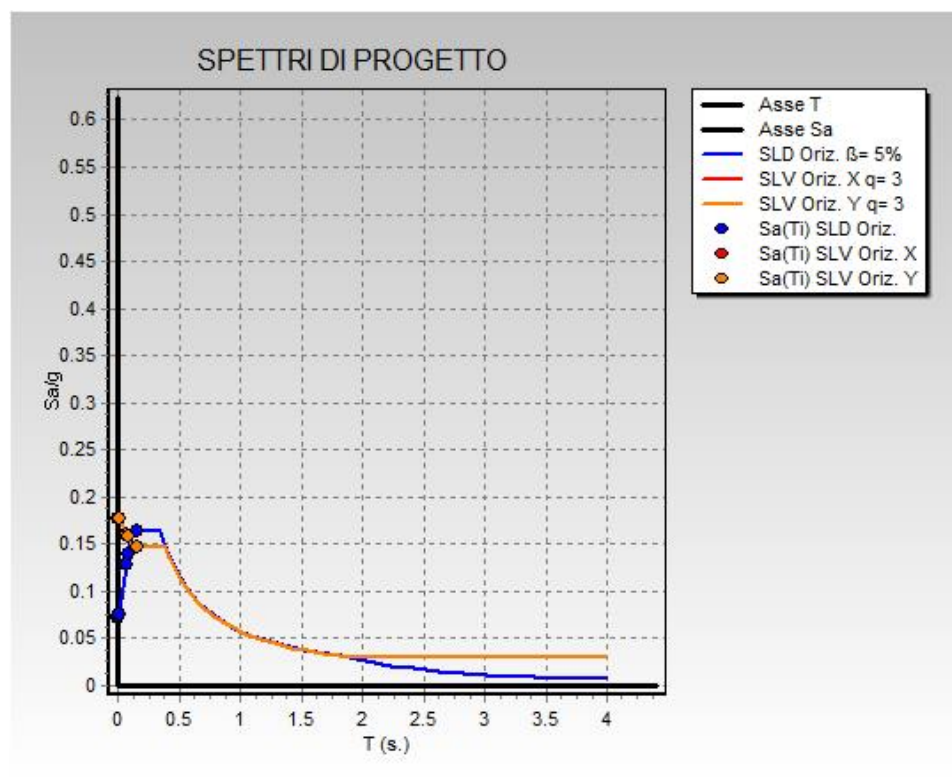 SPETTRI DI PROGETTO
0.6
0.55
0.5
0.45
0.4
0.35
0.3
0.25
0.2
0.15
0.1
0.05
0
Sa/g
0 0.5 1 1.5 2 2.5 3 3.5 4
T (s.)
Asse T
Asse Sa
SLD Oriz. ß= 5%
SLV Oriz. X q= 3
SLV Oriz. Y q= 3
Sa(Ti) SLD Oriz.
Sa(Ti) SLV Oriz. X
Sa(Ti) SLV Oriz. Y